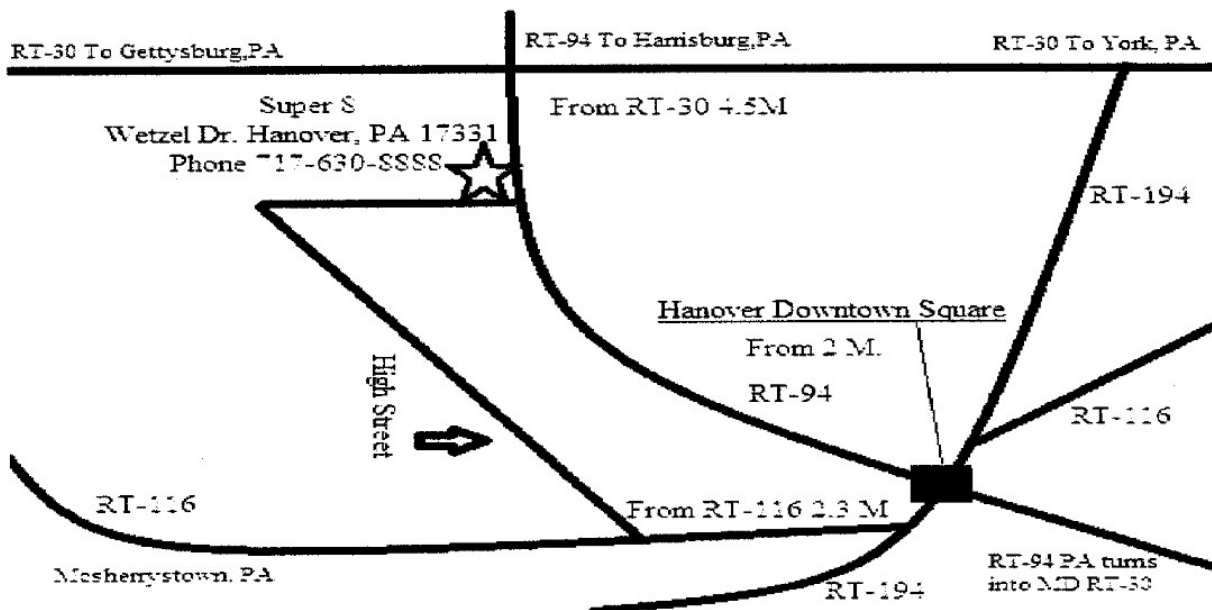 RT-30 To Gettysburg,PA
RT-94 To Harrisburg,PA
RT-30 To York, PA
Super 8
Wetzel Dr. Hanover, PA 17331
Phone 717-630-8888
From RT-30 4.5M
RT-194
Hanover Downtown Square
From 2 M.
RT-94
RT-116
High Street
RT-116
From RT-116 2.3 M
Mcsherrystown, PA
RT-194
RT-94 PA turns
into MD RT-30